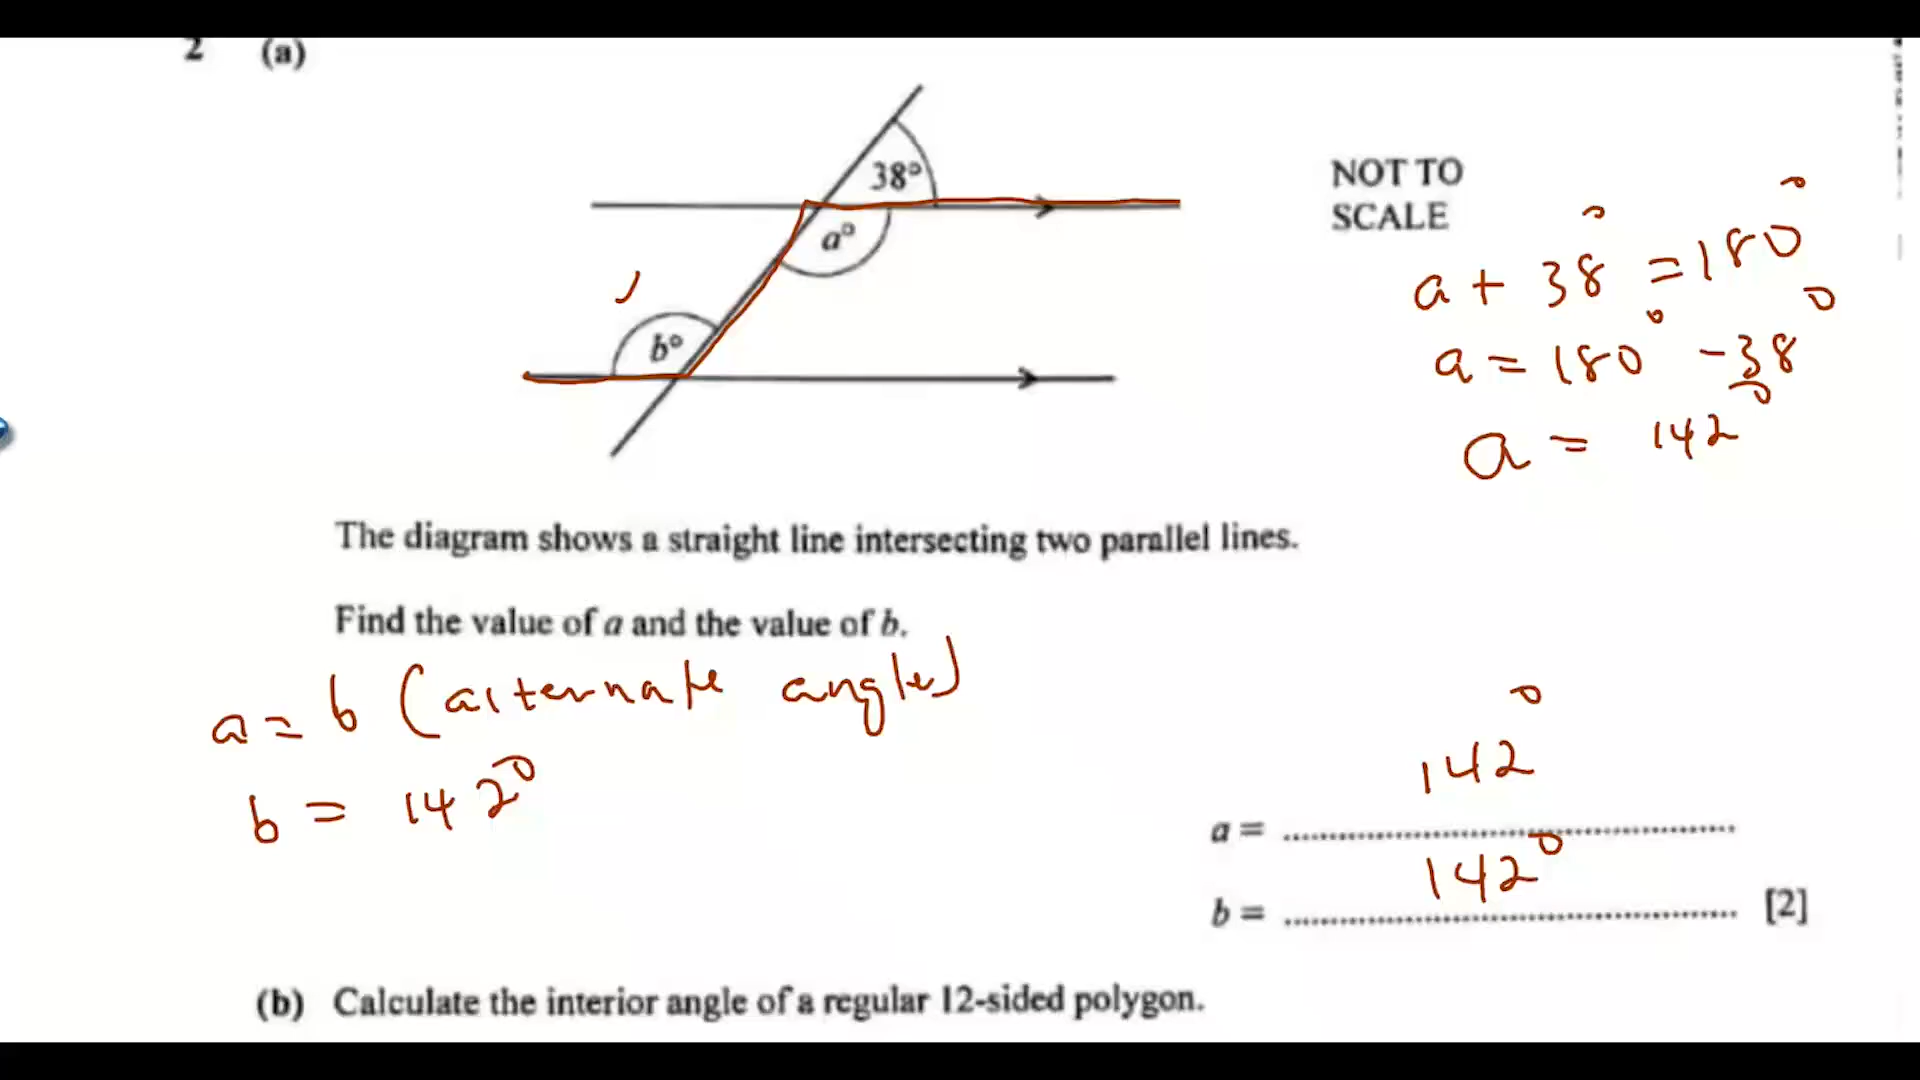 2 (a)
38°
a°
b°
NOT TO
SCALE
a + 38° = 180°
a = 180° - 38°
a = 142°
The diagram shows a straight line intersecting two parallel lines.
Find the value of a and the value of b.
a = b (alternate angle)
b = 142°
142°
a = ........................................
142°
b = ........................................ [2]
(b) Calculate the interior angle of a regular 12-sided polygon.